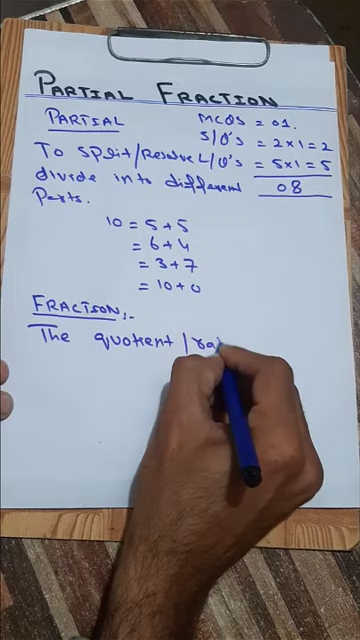 PARTIAL FRACTION
PARTIAL
MCQS = 01.
S/Q's = 2×1=2
L/Q's = 5×1=5
08
To Split/Resolve
divide into different
Parts.
10 = 5+5
= 6+4
= 3+7
= 10+0
FRACTION:-
The quotient/ra